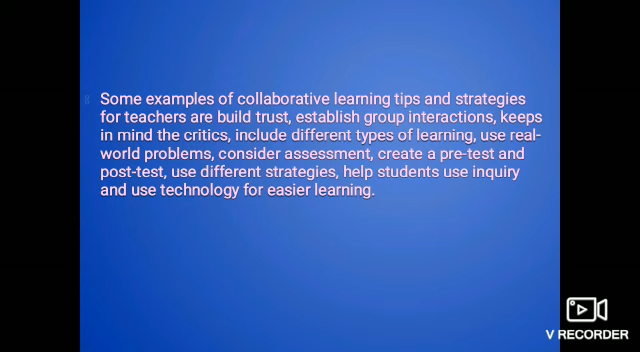 Some examples of collaborative learning tips and strategies
for teachers are build trust, establish group interactions, keeps
in mind the critics, include different types of learning, use real-
world problems, consider assessment, create a pre-test and
post-test, use different strategies, help students use inquiry
and use technology for easier learning.
V RECORDER